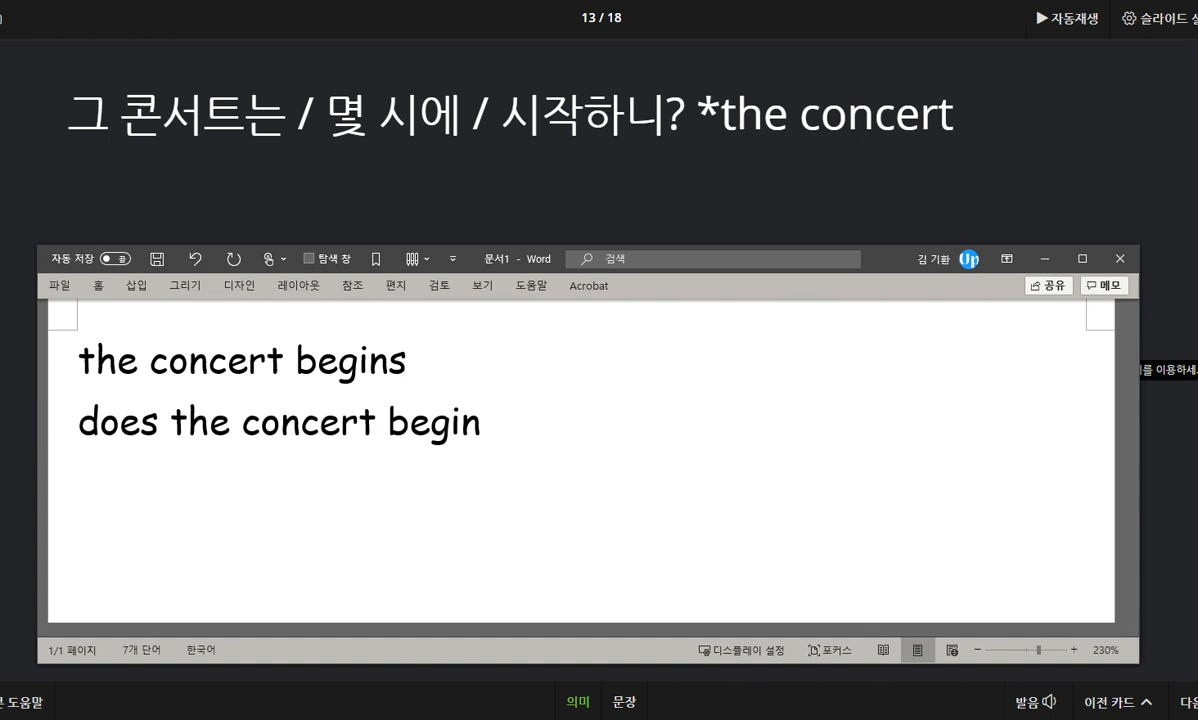 13 / 18
▶ 자동재생
슬라이드
그 콘서트는 / 몇 시에 / 시작하니? *the concert
자동 저장 끔
탐색 창
문서1 - Word
검색
김 기환
Up
파일 홈 삽입 그리기 디자인 레이아웃 참조 편지 검토 보기 도움말 Acrobat
공유 메모
the concert begins
does the concert begin
를 이용하세
1/1 페이지 7개 단어 한국어
디스플레이 설정 포커스
230%
도움말
의미 문장
발음 이전 카드